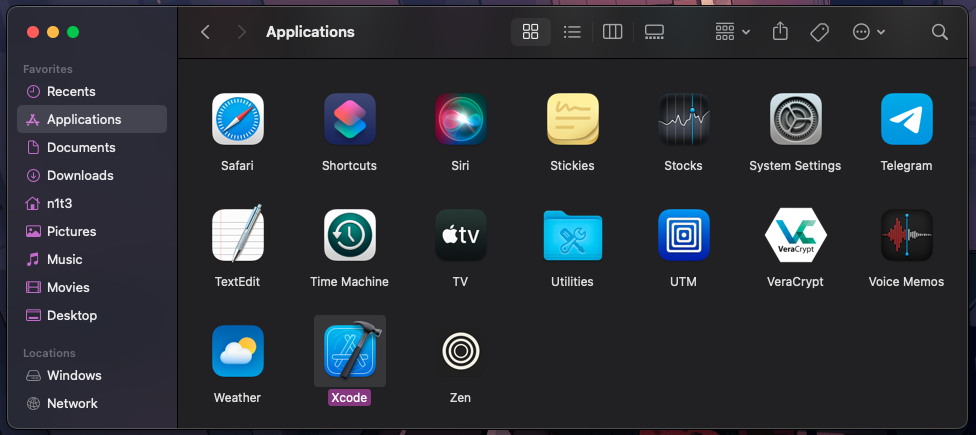 Applications
Favorites
Recents
Applications
Documents
Downloads
n1t3
Pictures
Music
Movies
Desktop
Locations
Windows
Network
Safari
Shortcuts
Siri
Stickies
Stocks
System Settings
Telegram
tv
VC
VeraCrypt
TextEdit
Time Machine
TV
Utilities
UTM
VeraCrypt
Voice Memos
Weather
Xcode
Zen